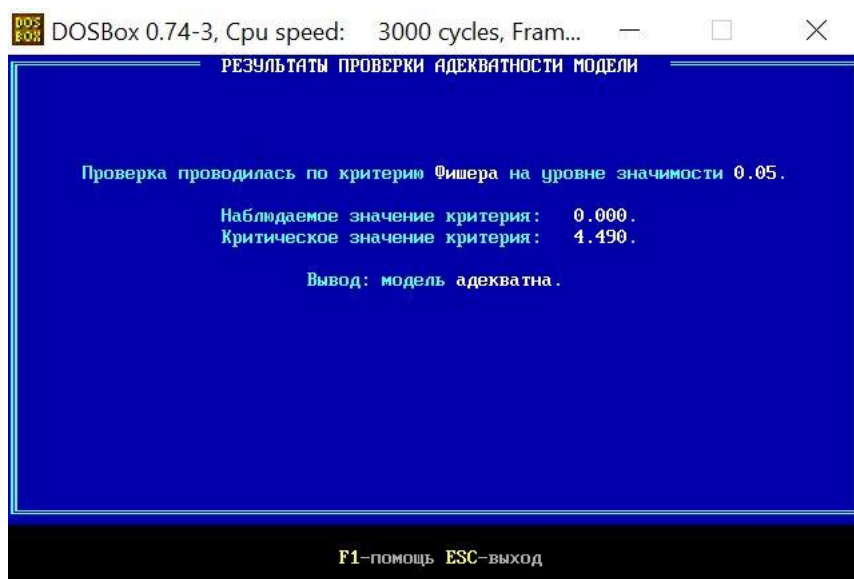 DOS BOX DOSBox 0.74-3, Cpu speed: 3000 cycles, Fram...
РЕЗУЛЬТАТЫ ПРОВЕРКИ АДЕКВАТНОСТИ МОДЕЛИ
Проверка проводилась по критерию Фишера на уровне значимости 0.05.
Наблюдаемое значение критерия: 0.000.
Критическое значение критерия: 4.490.
Вывод: модель адекватна.
F1-помощь ESC-выход